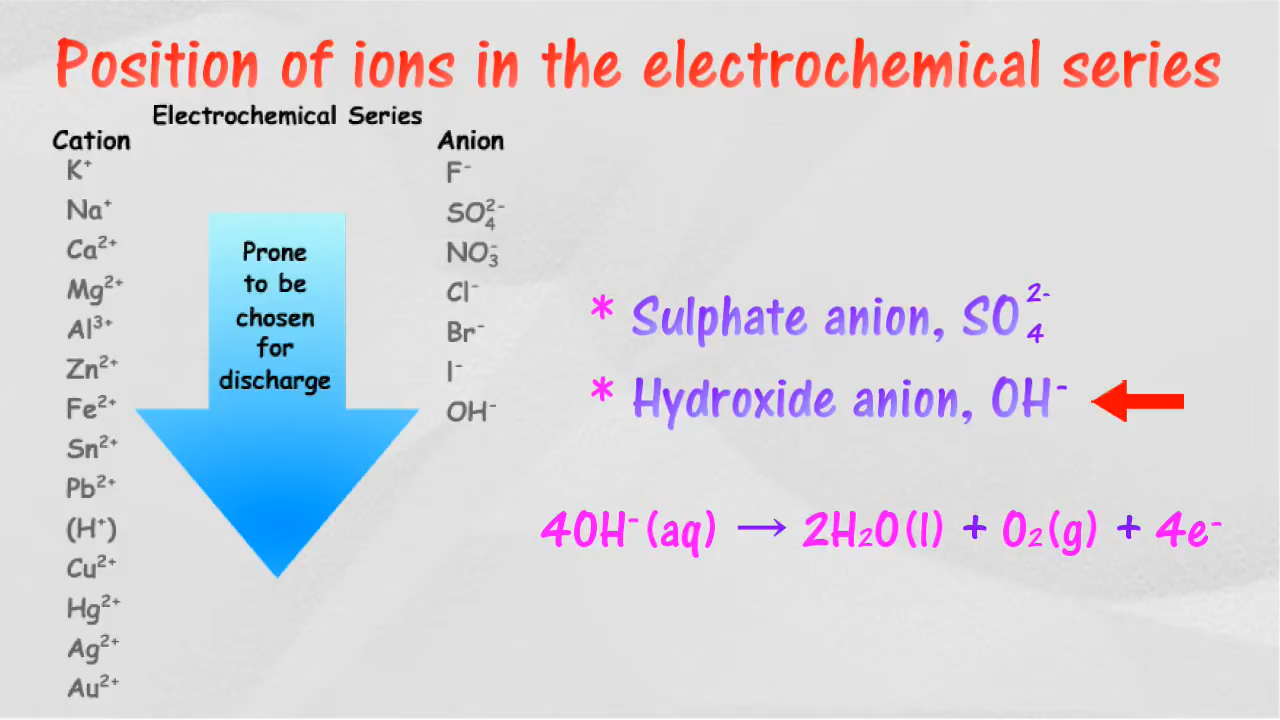 Position of ions in the electrochemical series
Electrochemical Series
Cation
K⁺
Na⁺
Ca²⁺
Mg²⁺
Al³⁺
Zn²⁺
Fe²⁺
Sn²⁺
Pb²⁺
(H⁺)
Cu²⁺
Hg²⁺
Ag²⁺
Au²⁺
Prone
to be
chosen
for
discharge
Anion
F⁻
SO₄²⁻
NO₃⁻
Cl⁻
Br⁻
I⁻
OH⁻
* Sulphate anion, SO₄²⁻
* Hydroxide anion, OH⁻
4OH⁻(aq) → 2H₂O(l) + O₂(g) + 4e⁻